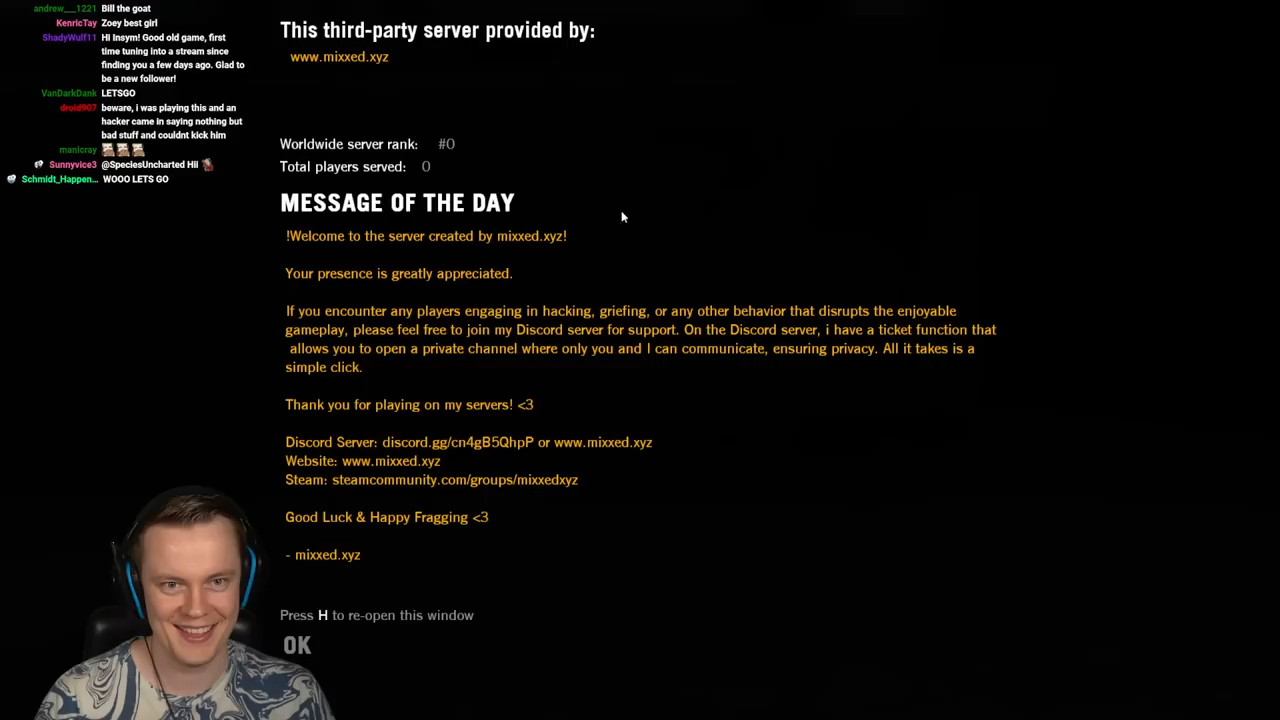 andrew___1221 Bill the goat
KenricTay Zoey best girl
ShadyWulf11 Hi Insym! Good old game, first
time tuning into a stream since
finding you a few days ago. Glad to
be a new follower!
VanDarkDank LETSGO
droid907 beware, i was playing this and an
hacker came in saying nothing but
bad stuff and couldnt kick him
manicray
Sunnyvice3 @SpeciesUncharted Hii
Schmidt_Happen... WOOO LETS GO
This third-party server provided by:
www.mixxed.xyz
Worldwide server rank: #0
Total players served: 0
MESSAGE OF THE DAY
!Welcome to the server created by mixxed.xyz!
Your presence is greatly appreciated.
If you encounter any players engaging in hacking, griefing, or any other behavior that disrupts the enjoyable
gameplay, please feel free to join my Discord server for support. On the Discord server, i have a ticket function that
allows you to open a private channel where only you and I can communicate, ensuring privacy. All it takes is a
simple click.
Thank you for playing on my servers! <3
Discord Server: discord.gg/cn4gB5QhpP or www.mixxed.xyz
Website: www.mixxed.xyz
Steam: steamcommunity.com/groups/mixxedxyz
Good Luck & Happy Fragging <3
- mixxed.xyz
Press H to re-open this window
OK